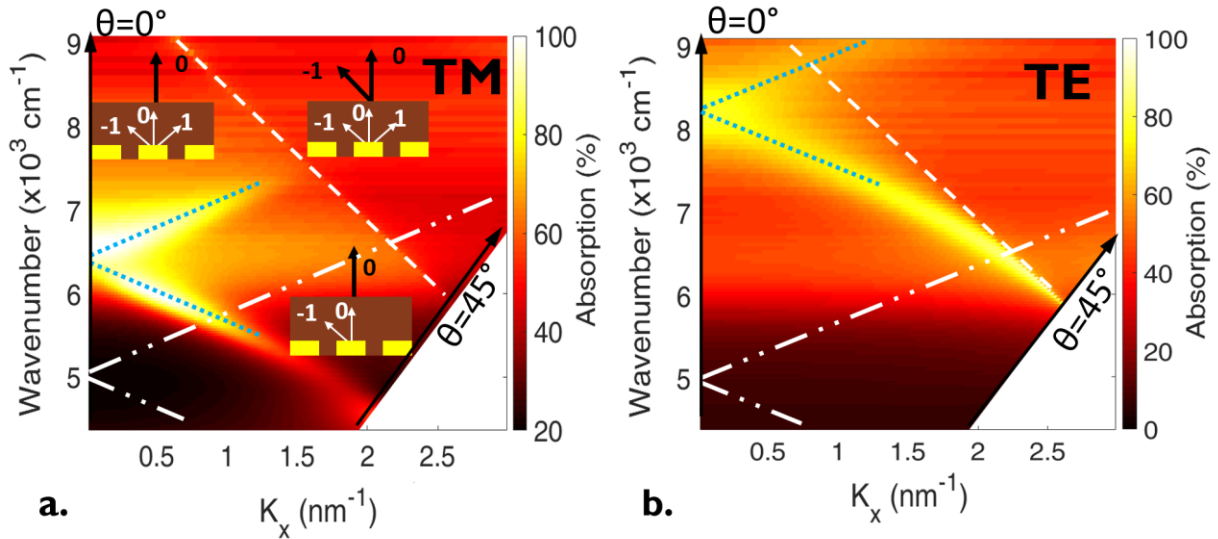 θ=0°
TM
0
-1
0
1
-1
0
-1
0
1
0
-1
0
θ=45°
9
8
7
6
5
Wavenumber (x10³ cm⁻¹)
0.5 1 1.5 2 2.5
Kₓ (nm⁻¹)
100
80
60
40
20
Absorption (%)
a.
θ=0°
TE
θ=45°
9
8
7
6
5
Wavenumber (x10³ cm⁻¹)
0.5 1 1.5 2 2.5
Kₓ (nm⁻¹)
100
80
60
40
20
0
Absorption (%)
b.